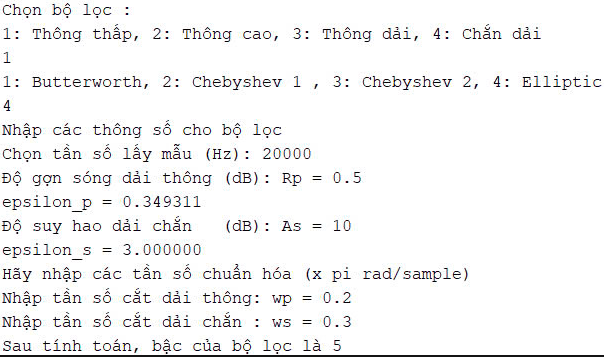 Chọn bộ lọc :
1: Thông thấp, 2: Thông cao, 3: Thông dải, 4: Chắn dải
1
1: Butterworth, 2: Chebyshev 1 , 3: Chebyshev 2, 4: Elliptic
4
Nhập các thông số cho bộ lọc
Chọn tần số lấy mẫu (Hz): 20000
Độ gợn sóng dải thông (dB): Rp = 0.5
epsilon_p = 0.349311
Độ suy hao dải chắn   (dB): As = 10
epsilon_s = 3.000000
Hãy nhập các tần số chuẩn hóa (x pi rad/sample)
Nhập tần số cắt dải thông: wp = 0.2
Nhập tần số cắt dải chắn : ws = 0.3
Sau tính toán, bậc của bộ lọc là 5